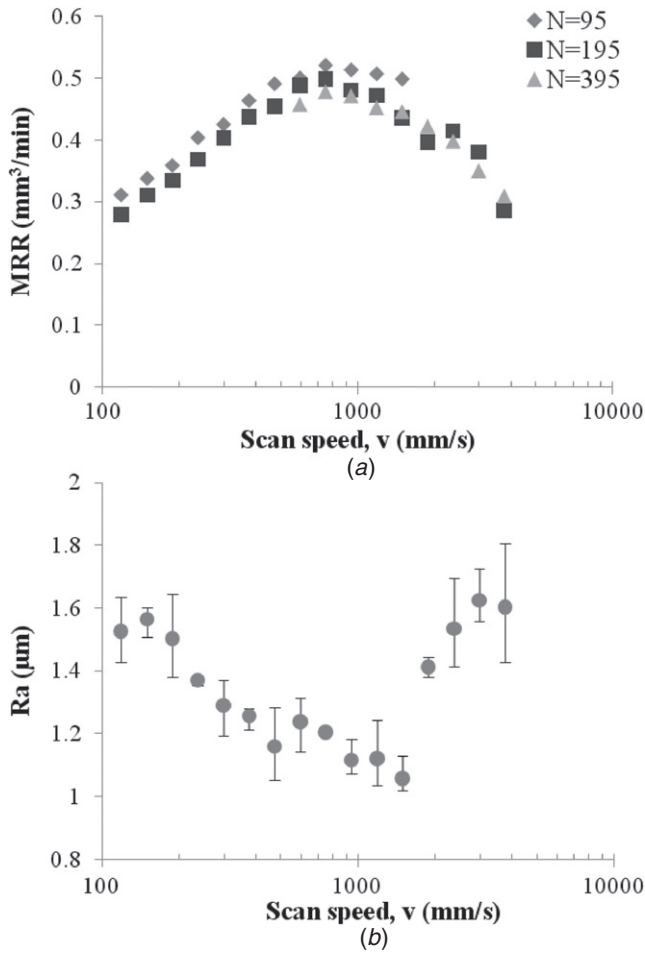 0.6
0.5
0.4
0.3
0.2
0.1
0
MRR (mm³/min)
N=95
N=195
N=395
100
1000
10000
Scan speed, v (mm/s)
(a)
2
1.8
1.6
1.4
1.2
1
0.8
Ra (μm)
100
1000
10000
Scan speed, v (mm/s)
(b)